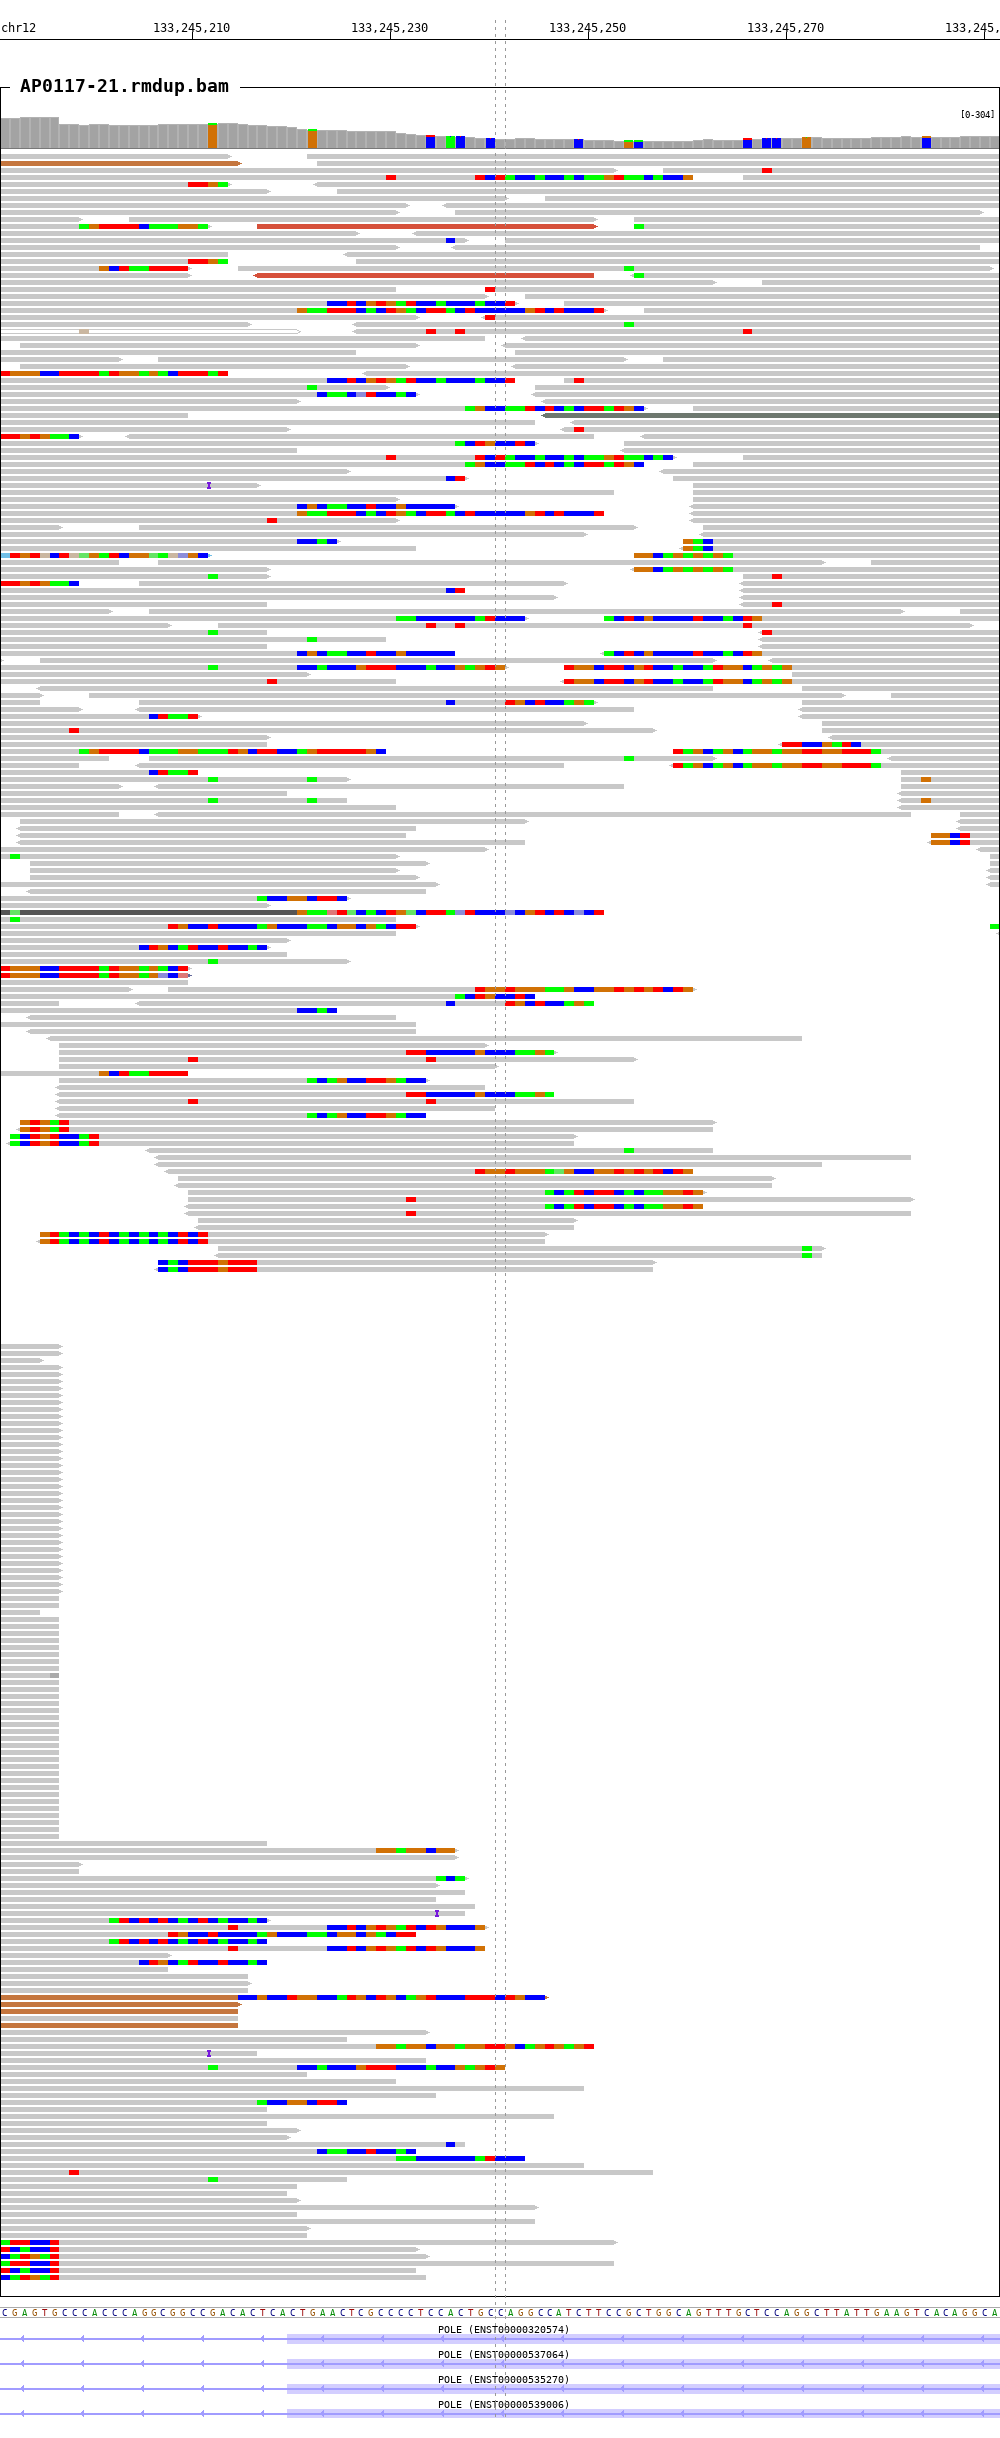 chr12 133,245,210 133,245,230 133,245,250 133,245,270 133,245,
AP0117-21.rmdup.bam
[0-304]
CGAGTGCCCACCCAGGCGGCCGACACTCACTGAACTCGCCCCTCCACTGCCAGGCCATCTTCCGCTGGCAGTTTGCTCCAGGCTTATTGAAGTCACAGGCA
POLE (ENST00000320574)
POLE (ENST00000537064)
POLE (ENST00000535270)
POLE (ENST00000539006)